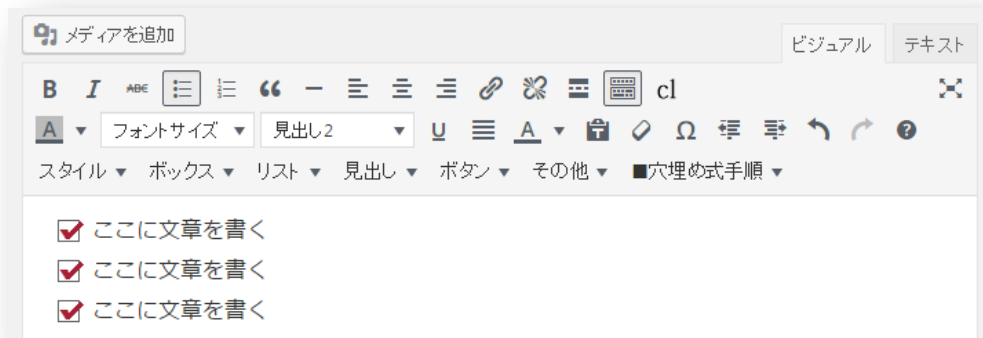 メディアを追加
ビジュアル テキスト
B I ABC cl
A フォントサイズ 見出し2 U A T Ω ?
スタイル ボックス リスト 見出し ボタン その他 ■穴埋め式手順
ここに文章を書く
ここに文章を書く
ここに文章を書く